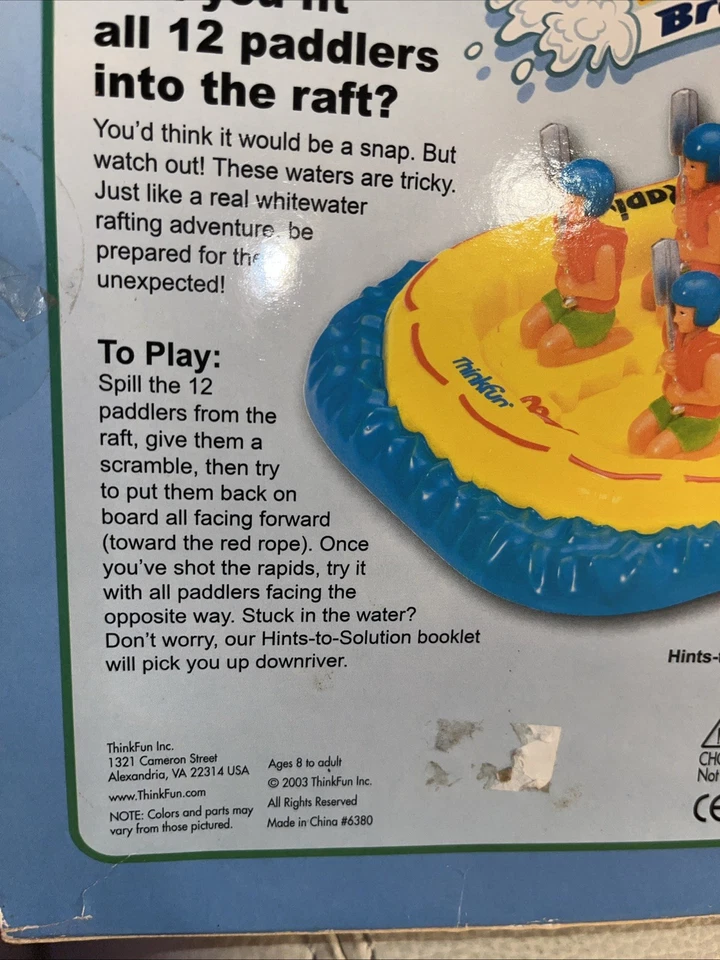 you fit
all 12 paddlers
into the raft?
You'd think it would be a snap. But
watch out! These waters are tricky.
Just like a real whitewater
rafting adventure, be
prepared for the
unexpected!
To Play:
Spill the 12
paddlers from the
raft, give them a
scramble, then try
to put them back on
board all facing forward
(toward the red rope). Once
you've shot the rapids, try it
with all paddlers facing the
opposite way. Stuck in the water?
Don't worry, our Hints-to-Solution booklet
will pick you up downriver.
ThinkFun
Hints-
ThinkFun Inc.
1321 Cameron Street
Alexandria, VA 22314 USA
www.ThinkFun.com
NOTE: Colors and parts may
vary from those pictured.
Ages 8 to adult
© 2003 ThinkFun Inc.
All Rights Reserved
Made in China #6380
CHO
Not
CE